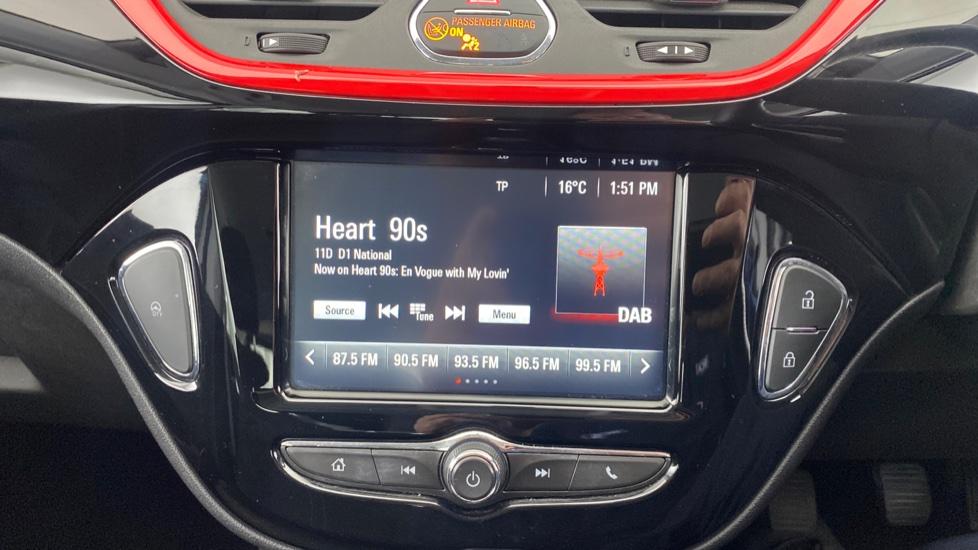 PASSENGER AIRBAG
ON
TP 16°C 1:51 PM
Heart 90s
11D D1 National
Now on Heart 90s: En Vogue with My Lovin'
Source Tune Menu
DAB
87.5 FM 90.5 FM 93.5 FM 96.5 FM 99.5 FM